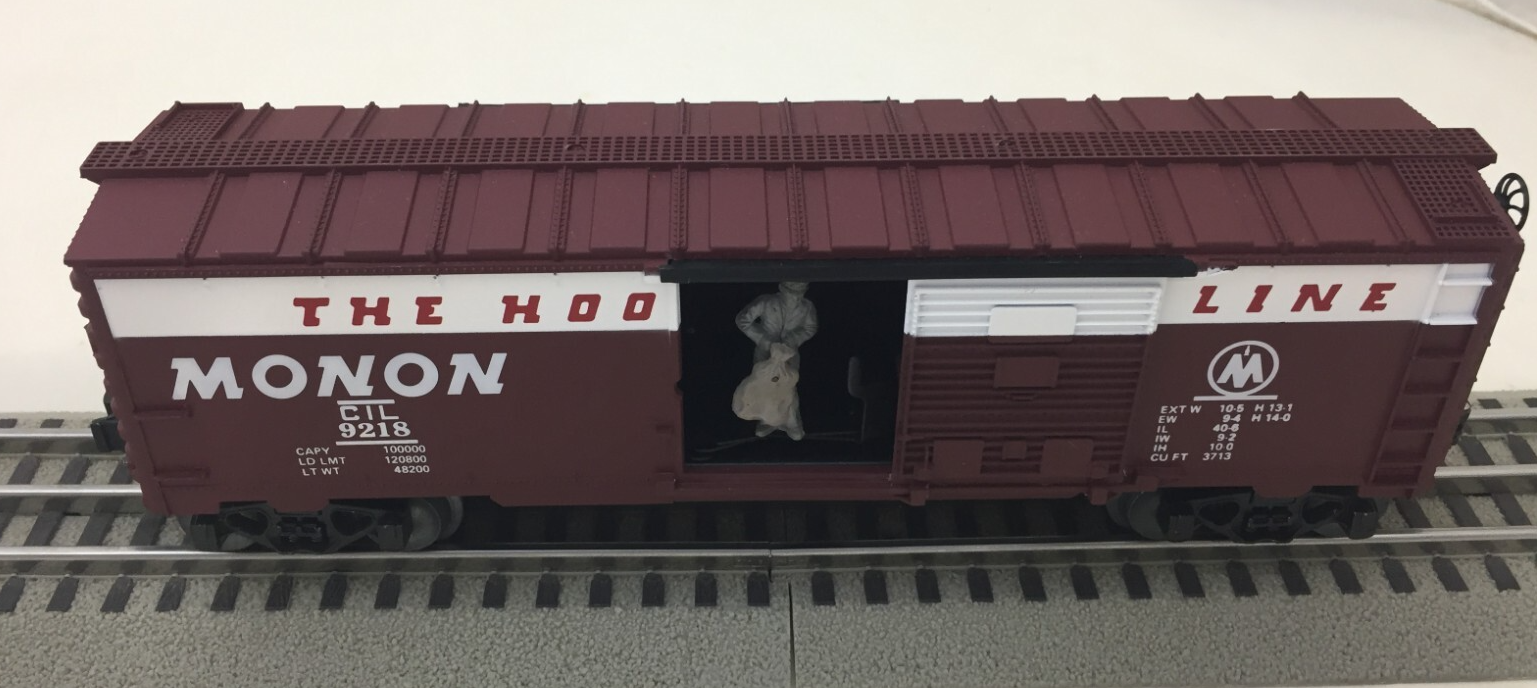 THE HOO LINE
MONON
CIL
9218
CAPY 100000
LD LMT 120800
LT WT 48200
M
EXT W 10-5 H 13-1
EW 9-4 H 14-0
IL 40-6
IW 9-2
IH 10-0
CU FT 3713